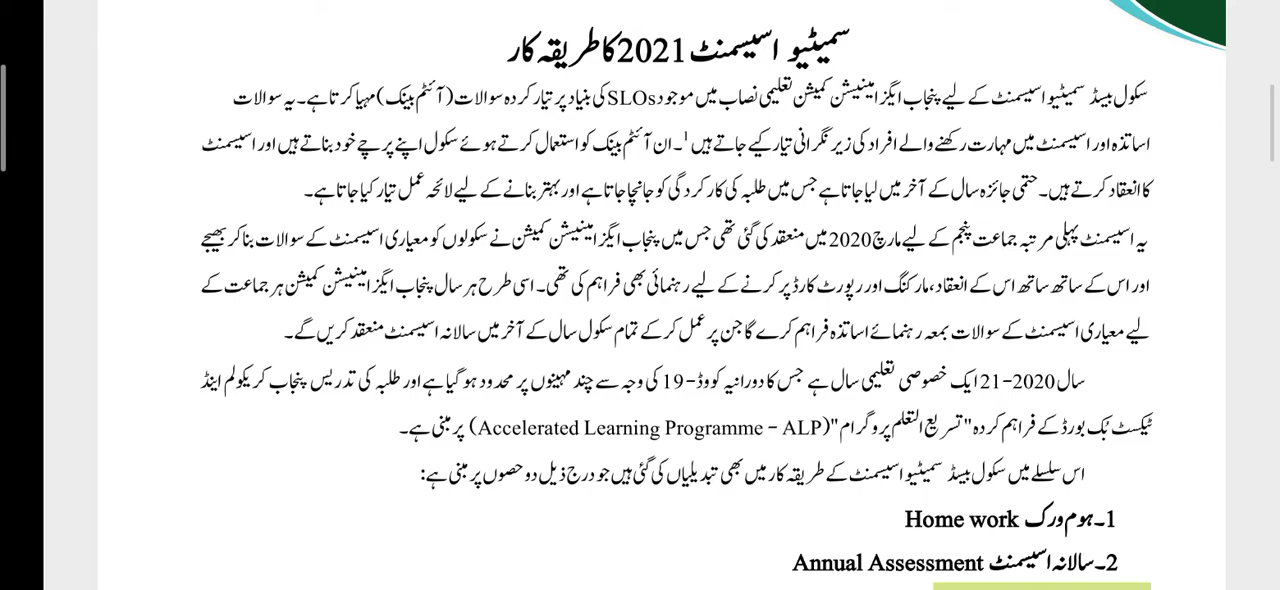 سمیٹیو اسیسمنٹ 2021 کا طریقہ کار
سکول بیسڈ سمیٹیو اسیسمنٹ کے لیے پنجاب ایگزامینیشن کمیشن تعلیمی نصاب میں موجود SLOs کی بنیاد پر تیار کردہ سوالات (آئٹم بینک) مہیا کرتا ہے۔ یہ سوالات
اساتذہ اور اسیسمنٹ میں مہارت رکھنے والے افراد کی زیر نگرانی تیار کیے جاتے ہیں 1۔ ان آئٹم بینک کو استعمال کرتے ہوئے سکول اپنے پرچے خود بناتے ہیں اور اسیسمنٹ
کا انعقاد کرتے ہیں۔ حتمی جائزہ سال کے آخر میں لیا جاتا ہے جس میں طلبہ کی کارکردگی کو جانچا جاتا ہے اور بہتر بنانے کے لیے لائحہ عمل تیار کیا جاتا ہے۔
یہ اسیسمنٹ پہلی مرتبہ جماعت پنجم کے لیے مارچ 2020 میں منعقد کی گئی تھی جس میں پنجاب ایگزامینیشن کمیشن نے سکولوں کو معیاری اسیسمنٹ کے سوالات بنا کر بھیجے
اور اس کے ساتھ ساتھ اس کے انعقاد، مارکنگ اور رپورٹ کارڈ پر کرنے کے لیے رہنمائی بھی فراہم کی تھی۔ اسی طرح ہر سال پنجاب ایگزامینیشن کمیشن ہر جماعت کے
لیے معیاری اسیسمنٹ کے سوالات بمعہ رہنمائے اساتذہ فراہم کرے گا جن پر عمل کر کے تمام سکول سال کے آخر میں سالانہ اسیسمنٹ منعقد کریں گے۔
سال 2020-21 ایک خصوصی تعلیمی سال ہے جس کا دورانیہ کووڈ-19 کی وجہ سے چند مہینوں پر محدود ہو گیا ہے اور طلبہ کی تدریس پنجاب کریکولم اینڈ
ٹیکسٹ بُک بورڈ کے فراہم کردہ "تسریع التعلم پروگرام" (Accelerated Learning Programme - ALP) پر مبنی ہے۔
اس سلسلے میں سکول بیسڈ سمیٹیو اسیسمنٹ کے طریقہ کار میں بھی تبدیلیاں کی گئی ہیں جو درج ذیل دو حصوں پر مبنی ہے:
1۔ ہوم ورک Home work
2۔ سالانہ اسیسمنٹ Annual Assessment